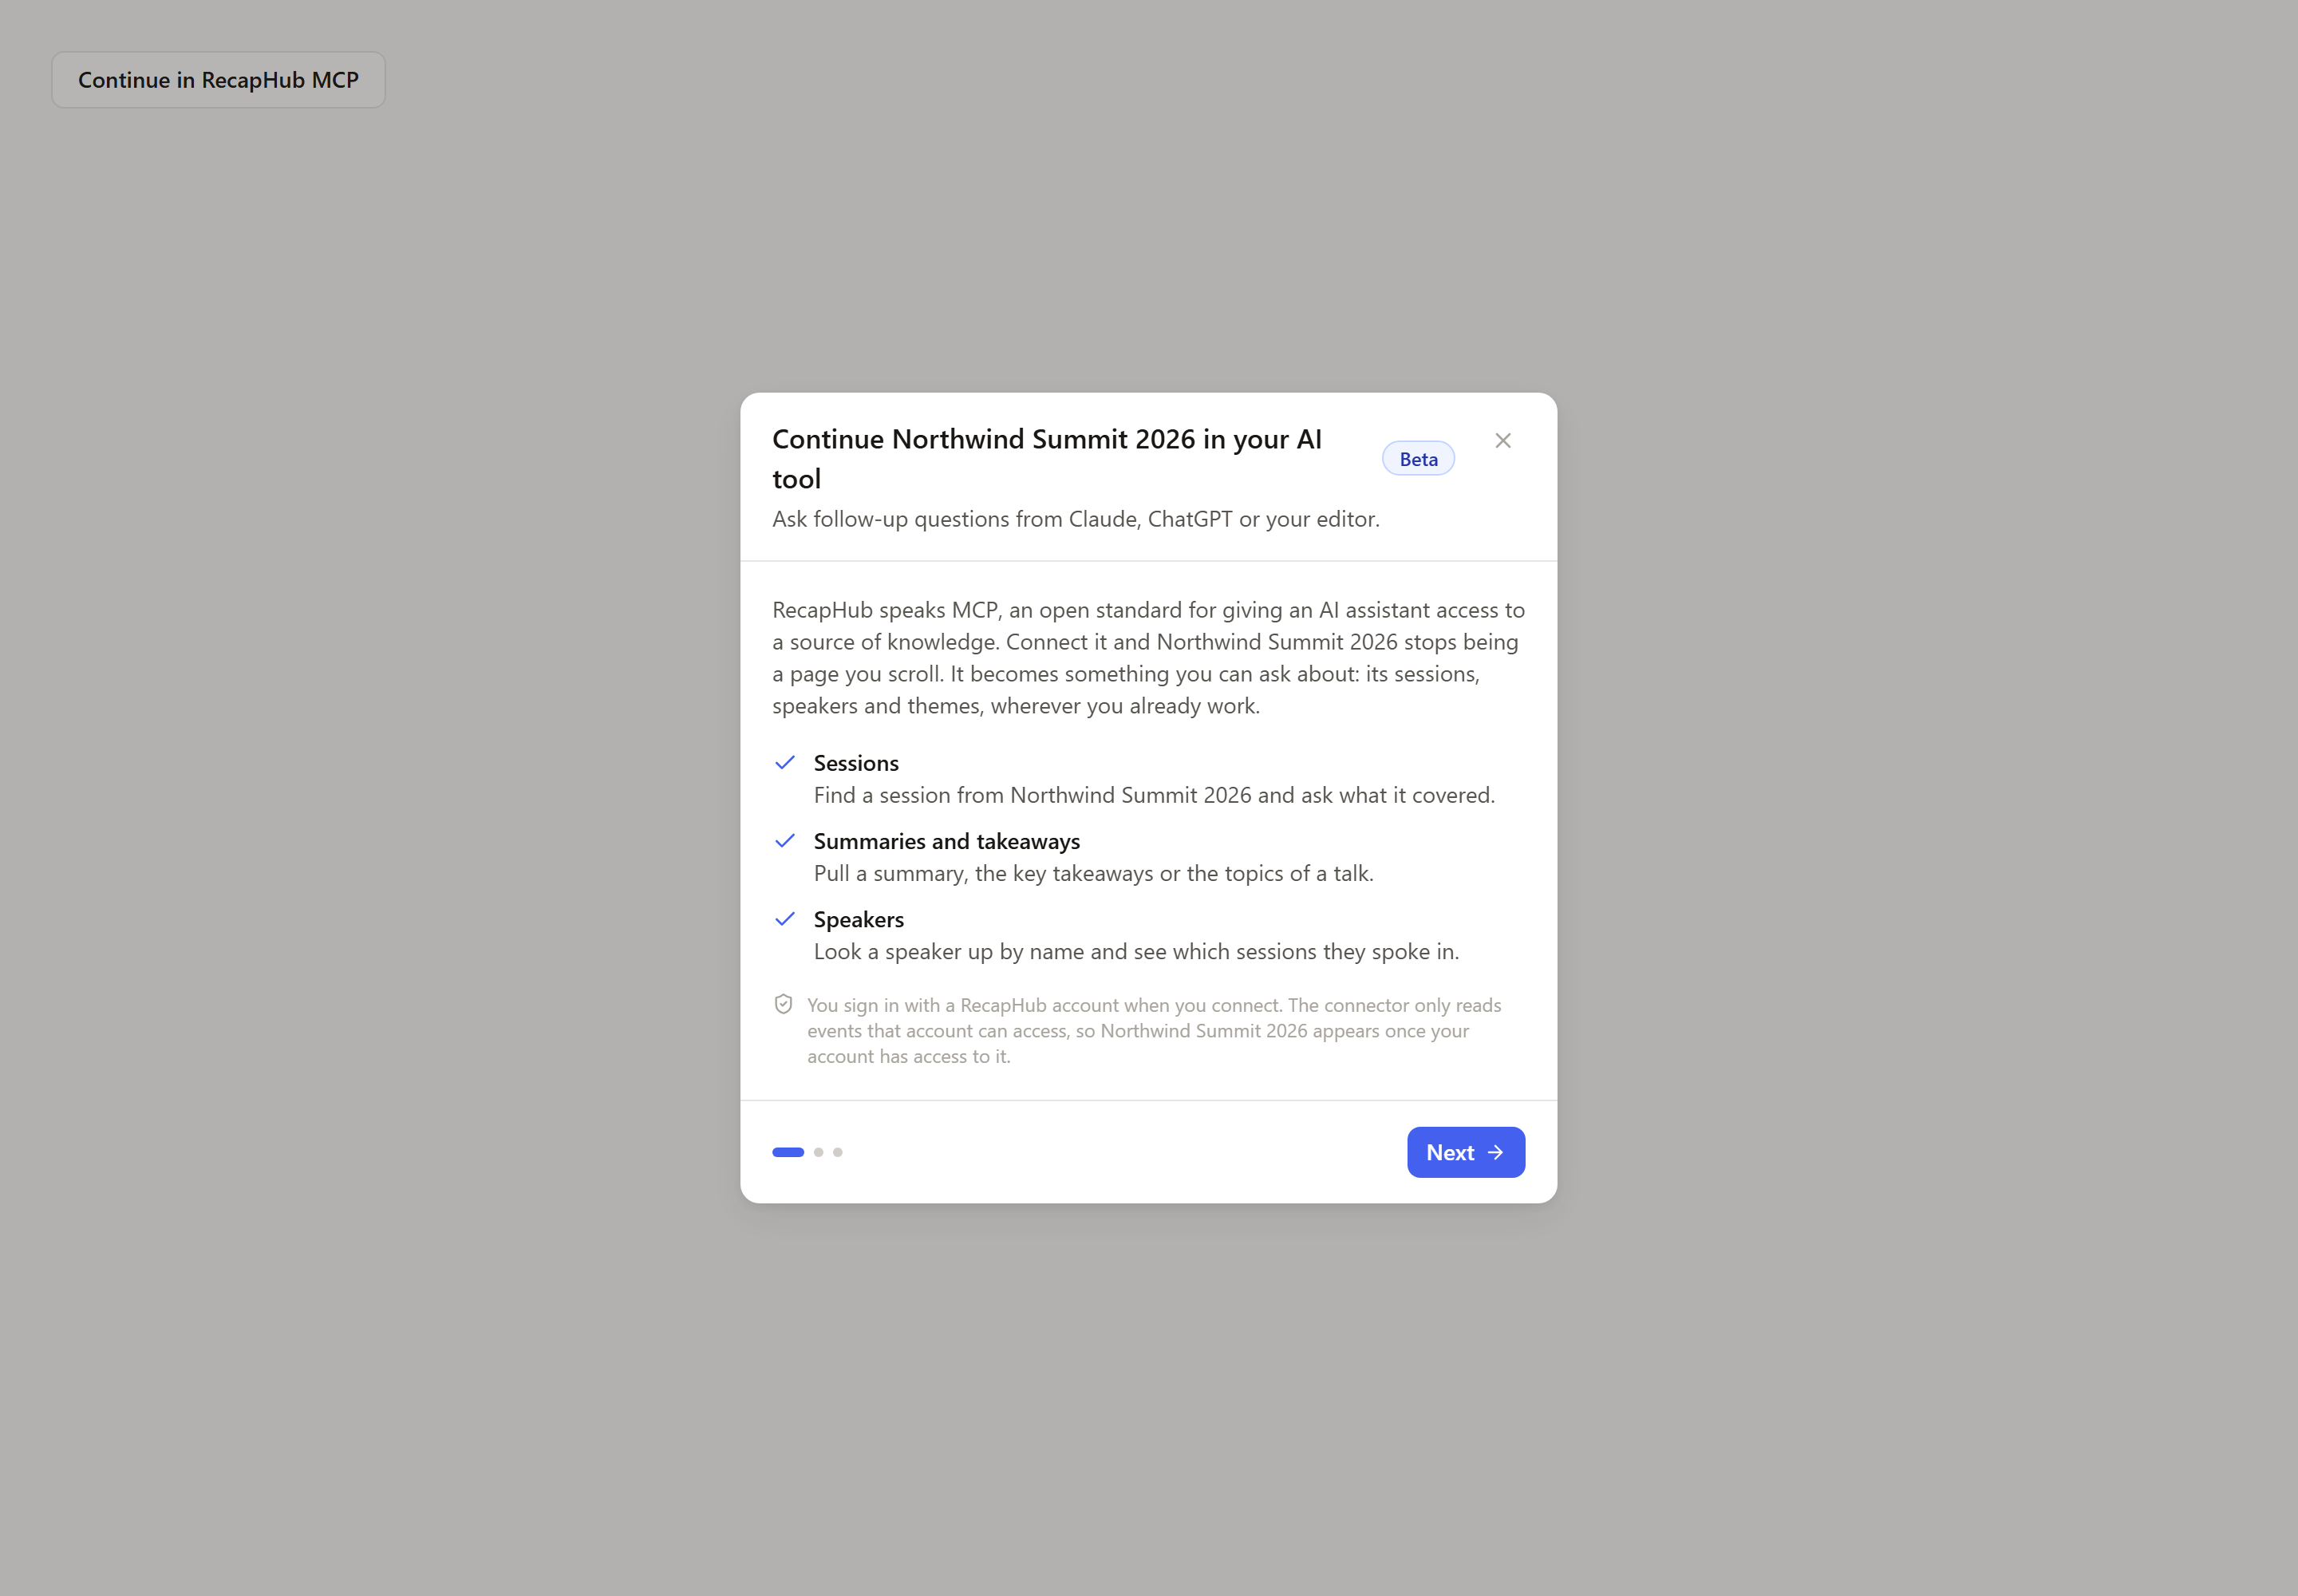 Continue in RecapHub MCP
Continue Northwind Summit 2026 in your AI
tool
Beta
Ask follow-up questions from Claude, ChatGPT or your editor.
RecapHub speaks MCP, an open standard for giving an AI assistant access to
a source of knowledge. Connect it and Northwind Summit 2026 stops being
a page you scroll. It becomes something you can ask about: its sessions,
speakers and themes, wherever you already work.
Sessions
Find a session from Northwind Summit 2026 and ask what it covered.
Summaries and takeaways
Pull a summary, the key takeaways or the topics of a talk.
Speakers
Look a speaker up by name and see which sessions they spoke in.
You sign in with a RecapHub account when you connect. The connector only reads
events that account can access, so Northwind Summit 2026 appears once your
account has access to it.
Next